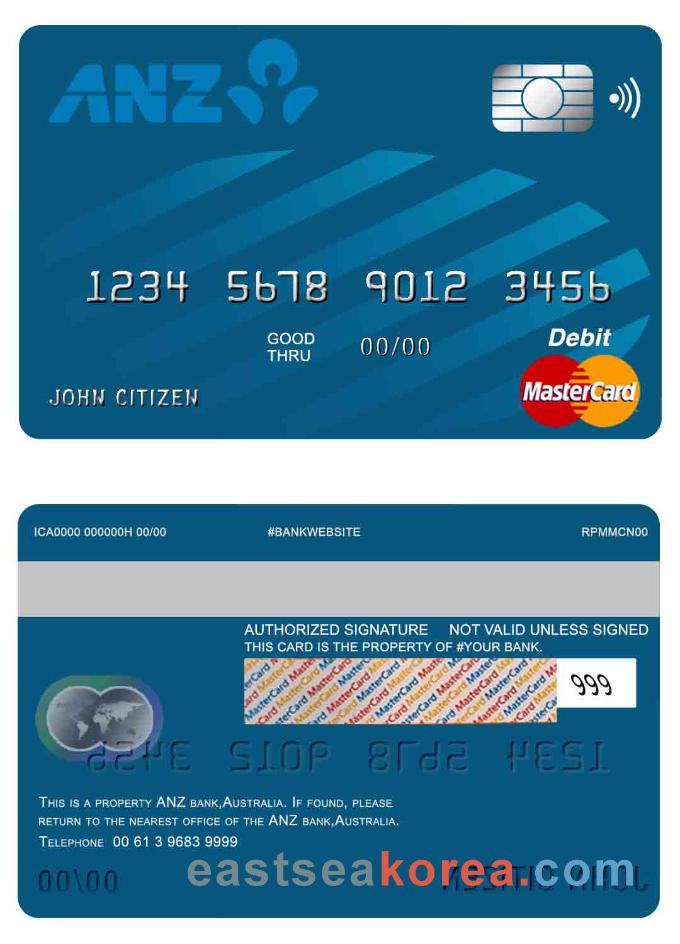 ANZ
1234 5678 9012 3456
GOOD
THRU
00/00
Debit
JOHN CITIZEN
MasterCard
ICA0000 000000H 00/00 #BANKWEBSITE RPMMCN00
AUTHORIZED SIGNATURE NOT VALID UNLESS SIGNED
THIS CARD IS THE PROPERTY OF #YOUR BANK.
MasterCard MasterCard MasterCard
999
THIS IS A PROPERTY ANZ BANK,AUSTRALIA. IF FOUND, PLEASE
RETURN TO THE NEAREST OFFICE OF THE ANZ BANK,AUSTRALIA.
TELEPHONE 00 61 3 9683 9999
eastseakorea.com
00\00